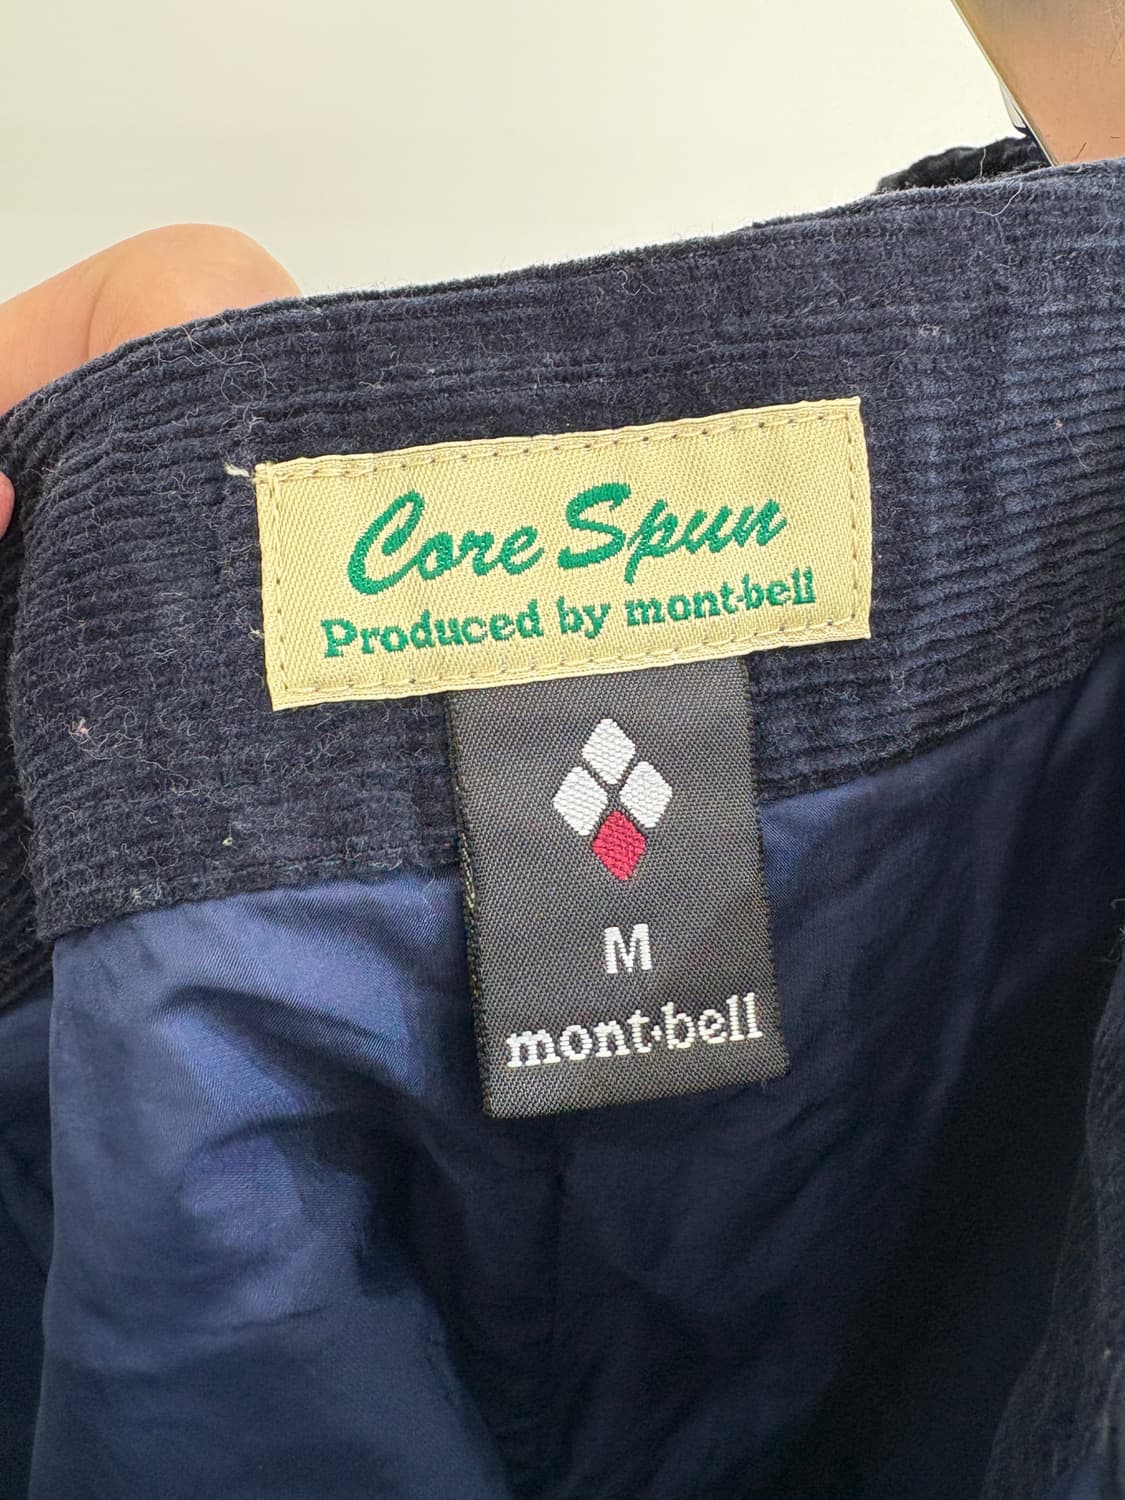 Core Spun
Produced by mont-bell
M
mont-bell